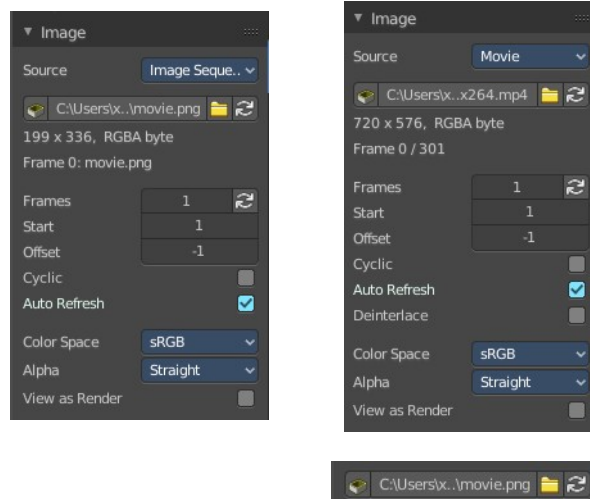 Image
Source Image Seque..
C:\Users\x..\movie.png
199 x 336, RGBA byte
Frame 0: movie.png
Frames 1
Start 1
Offset -1
Cyclic
Auto Refresh
Color Space sRGB
Alpha Straight
View as Render
Image
Source Movie
C:\Users\x..x264.mp4
720 x 576, RGBA byte
Frame 0 / 301
Frames 1
Start 1
Offset -1
Cyclic
Auto Refresh
Deinterlace
Color Space sRGB
Alpha Straight
View as Render
C:\Users\x..\movie.png